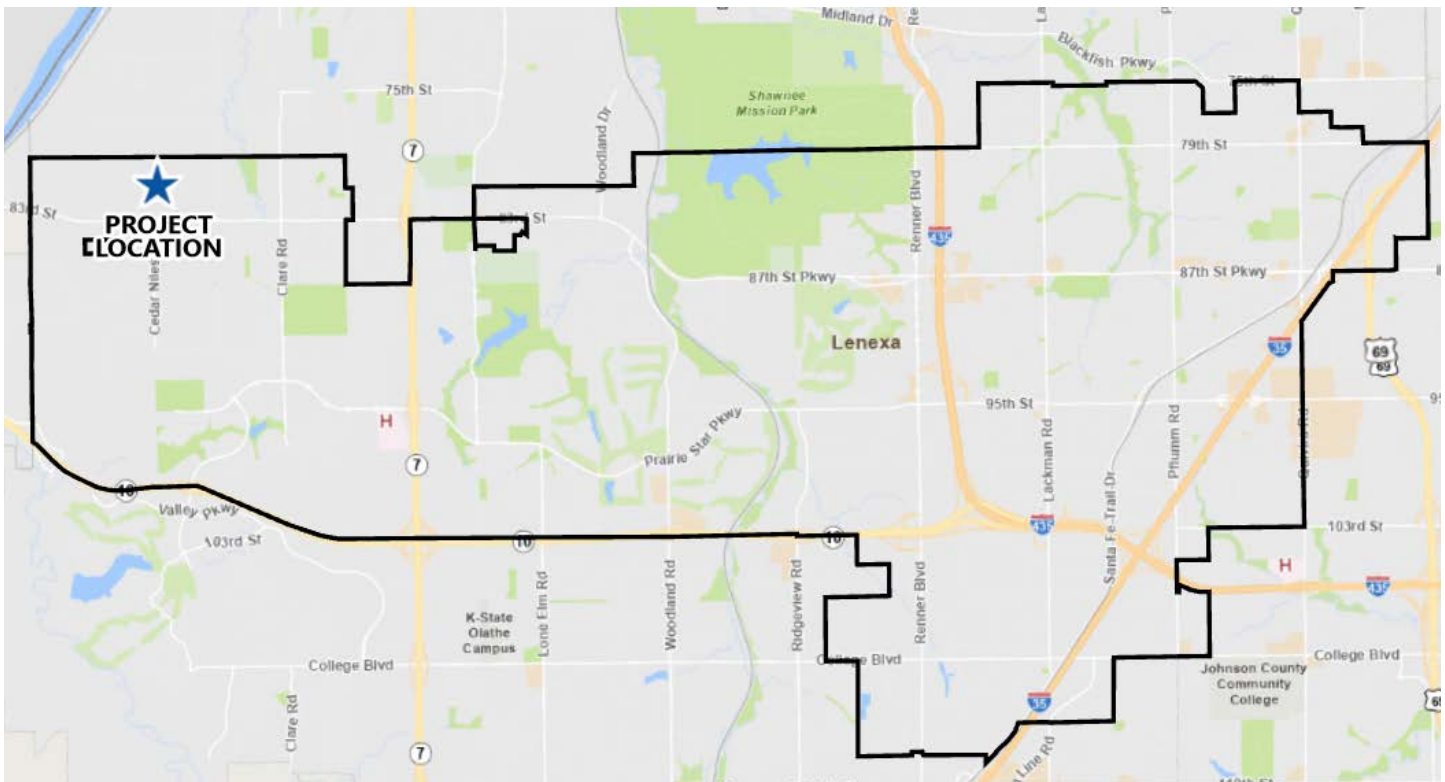 Midland Dr
Blackfish Pkwy
75th St
75th St
Shawnee
Mission Park
Woodland Dr
7
79th St
Renner Blvd
83rd St
83rd St
PROJECT
LOCATION
435
Clare Rd
Cedar Niles
87th St Pkwy
87th St Pkwy
Lenexa
35
69
69
95th St
H
7
Prairie Star Pkwy
Lackman Rd
Pflumm Rd
Santa Fe Trail Dr
10
Valley Pkwy
103rd St
10
10
435
103rd St
H
435
K-State
Olathe
Campus
Lone Elm Rd
Woodland Rd
Ridgeview Rd
Renner Blvd
College Blvd
College Blvd
College Blvd
Johnson County
Community
College
Clare Rd
35
7